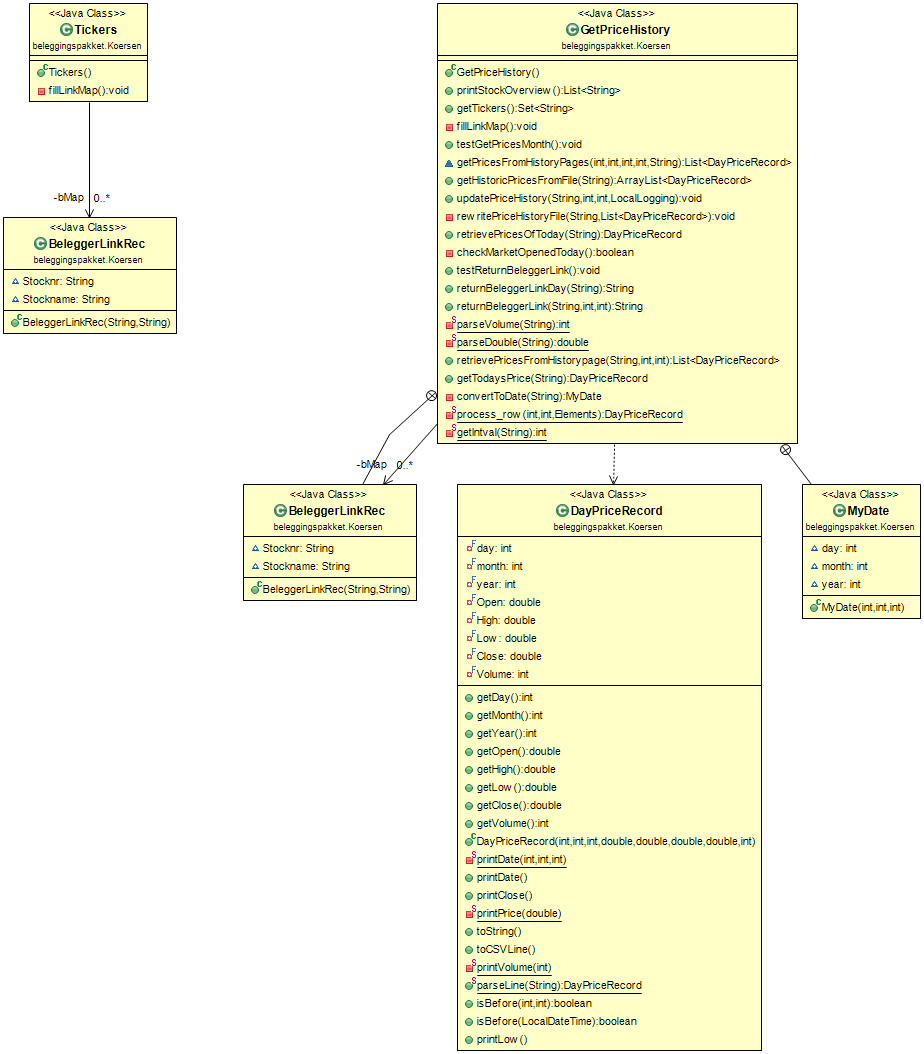 <<Java Class>>
Tickers
beleggingspakket.Koersen
Tickers()
fillLinkMap():void
-bMap 0..*
<<Java Class>>
BeleggerLinkRec
beleggingspakket.Koersen
Stocknr: String
Stockname: String
BeleggerLinkRec(String,String)
<<Java Class>>
GetPriceHistory
beleggingspakket.Koersen
GetPriceHistory()
printStockOverview():List<String>
getTickers():Set<String>
fillLinkMap():void
testGetPricesMonth():void
getPricesFromHistoryPages(int,int,int,int,String):List<DayPriceRecord>
getHistoricPricesFromFile(String):ArrayList<DayPriceRecord>
updatePriceHistory(String,int,int,LocalLogging):void
rewritePriceHistoryFile(String,List<DayPriceRecord>):void
retrievePricesOfToday(String):DayPriceRecord
checkMarketOpenedToday():boolean
testReturnBeleggerLink():void
returnBeleggerLinkDay(String):String
returnBeleggerLink(String,int,int):String
parseVolume(String):int
parseDouble(String):double
retrievePricesFromHistorypage(String,int,int):List<DayPriceRecord>
getTodaysPrice(String):DayPriceRecord
convertToDate(String):MyDate
process_row(int,int,Elements):DayPriceRecord
getIntval(String):int
-bMap 0..*
<<Java Class>>
BeleggerLinkRec
beleggingspakket.Koersen
Stocknr: String
Stockname: String
BeleggerLinkRec(String,String)
<<Java Class>>
DayPriceRecord
beleggingspakket.Koersen
day: int
month: int
year: int
Open: double
High: double
Low: double
Close: double
Volume: int
getDay():int
getMonth():int
getYear():int
getOpen():double
getHigh():double
getLow():double
getClose():double
getVolume():int
DayPriceRecord(int,int,int,double,double,double,double,int)
printDate(int,int,int)
printDate()
printClose()
printPrice(double)
toString()
toCSVLine()
printVolume(int)
parseLine(String):DayPriceRecord
isBefore(int,int):boolean
isBefore(LocalDateTime):boolean
printLow()
<<Java Class>>
MyDate
beleggingspakket.Koersen
day: int
month: int
year: int
MyDate(int,int,int)